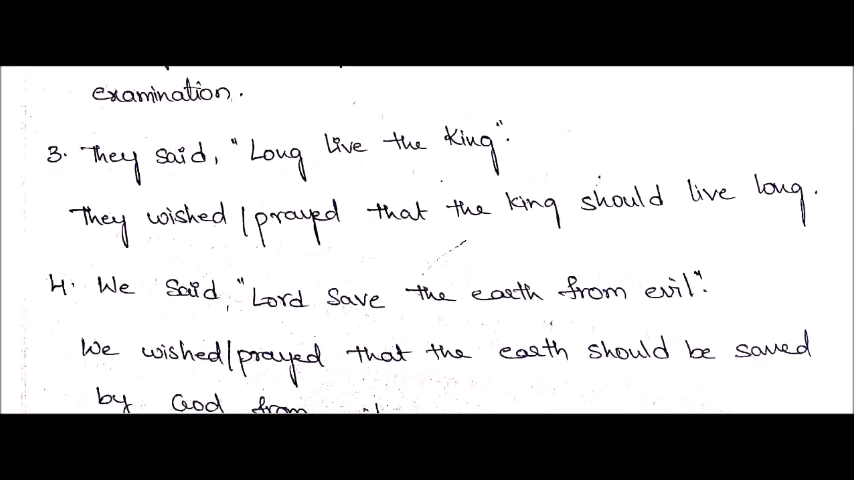 examination.
3. They said, "Long live the King".
They wished/prayed that the king should live long.
4. We said, "Lord save the earth from evil".
We wished/prayed that the earth should be saved
by God from